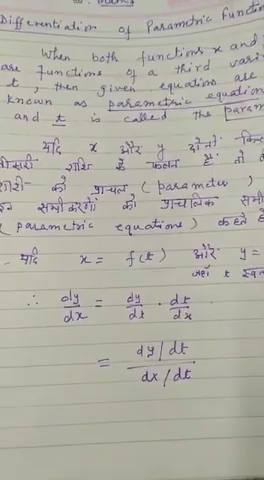 Differentiation of Parametric Functio
When both functions x and
are functions of a third vari
t, then given equations are
known as parametric equation
and t is called the param
यदि x और y दोनों किस
तीसरी राशि के फलन हैं तो
राशि को प्राचल (parameter)
इन समीकरणों को प्राचलिक समी
(parametric equations) कहते है
यदि x = f(t) और y =
जहाँ t
∴ dy/dx = dy/dt . dt/dx
= dy/dt / dx/dt